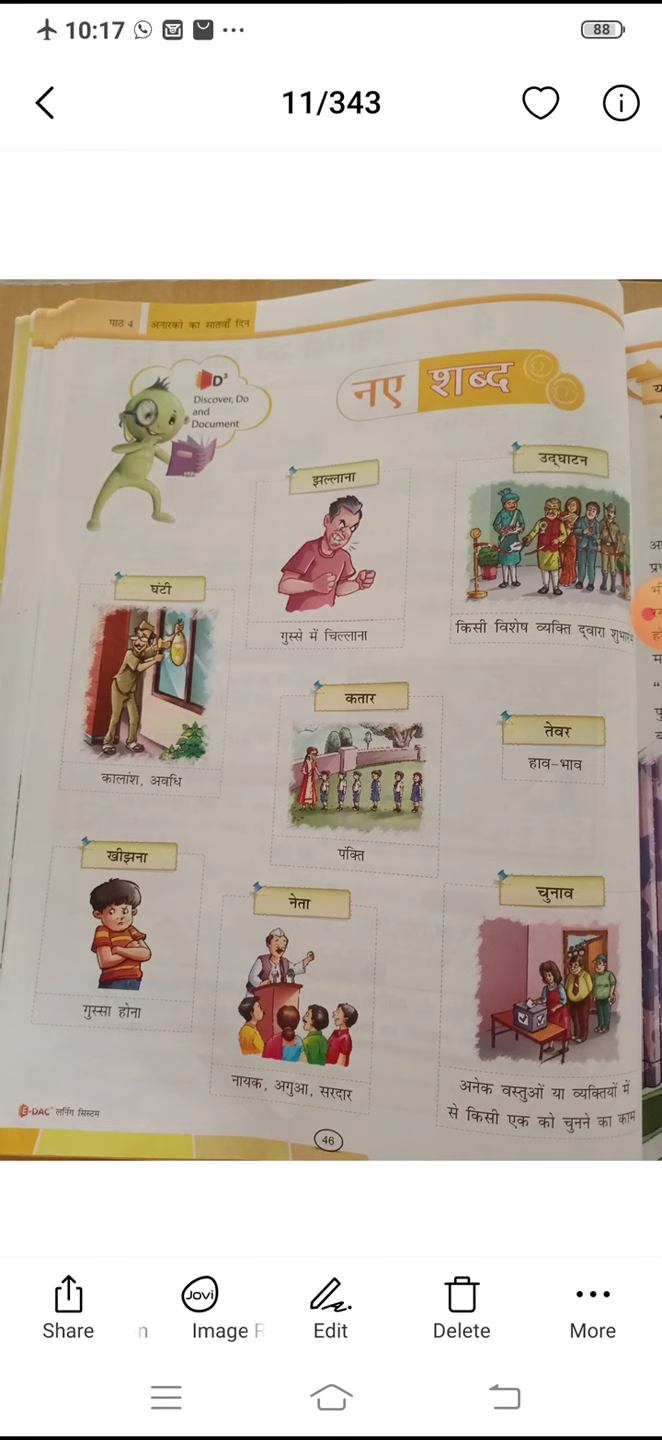 10:17
88
11/343
पाठ 4 अनारको का सातवाँ दिन
D³
Discover, Do
and
Document
नए शब्द
झल्लाना
गुस्से में चिल्लाना
उद्घाटन
किसी विशेष व्यक्ति द्वारा
घंटी
कालांश, अवधि
कतार
पंक्ति
तेवर
हाव-भाव
खीझना
गुस्सा होना
नेता
नायक, अगुआ, सरदार
चुनाव
अनेक वस्तुओं या व्यक्तियों में
से किसी एक को चुनने का काम
E-DAC लर्निंग सिस्टम
46
Share
Jovi
Image
Edit
Delete
More